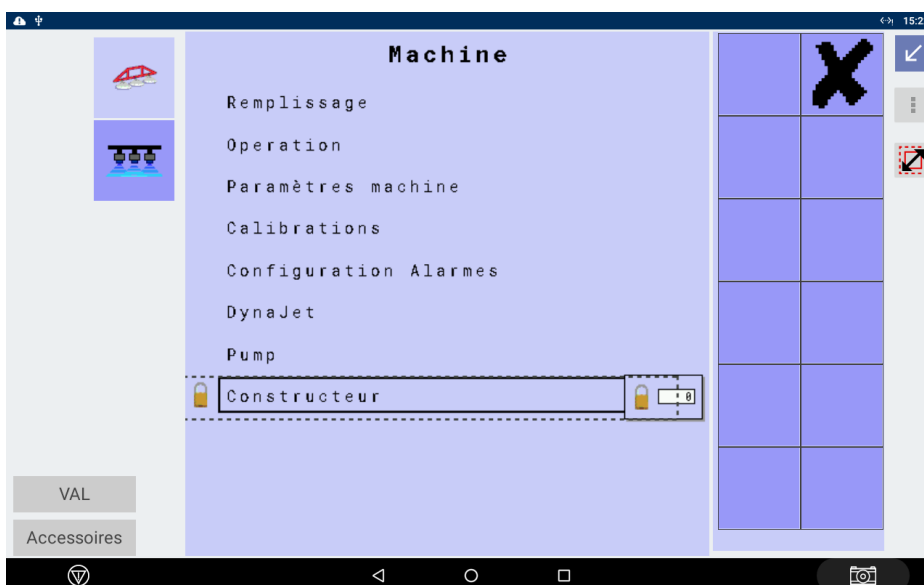 15:2
Machine
Remplissage
Operation
Paramètres machine
Calibrations
Configuration Alarmes
DynaJet
Pump
Constructeur
0
VAL
Accessoires